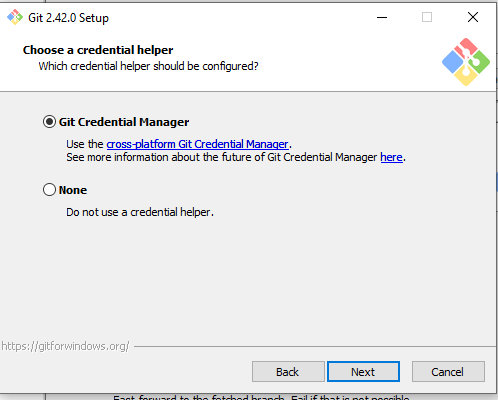 Git 2.42.0 Setup
Choose a credential helper
Which credential helper should be configured?
Git Credential Manager
Use the cross-platform Git Credential Manager.
See more information about the future of Git Credential Manager here.
None
Do not use a credential helper.
https://gitforwindows.org/
Back
Next
Cancel
Fast-forward to the fetched branch. Fail if that is not possible.